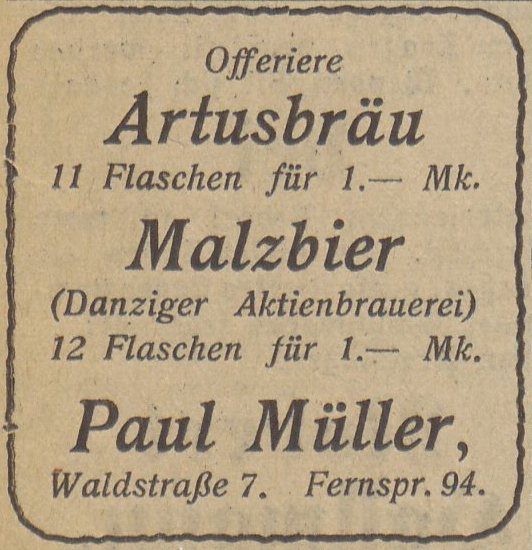 Offeriere
Artusbräu
11 Flaschen für 1.— Mk.
Malzbier
(Danziger Aktienbrauerei)
12 Flaschen für 1.— Mk.
Paul Müller,
Waldstraße 7. Fernspr. 94.